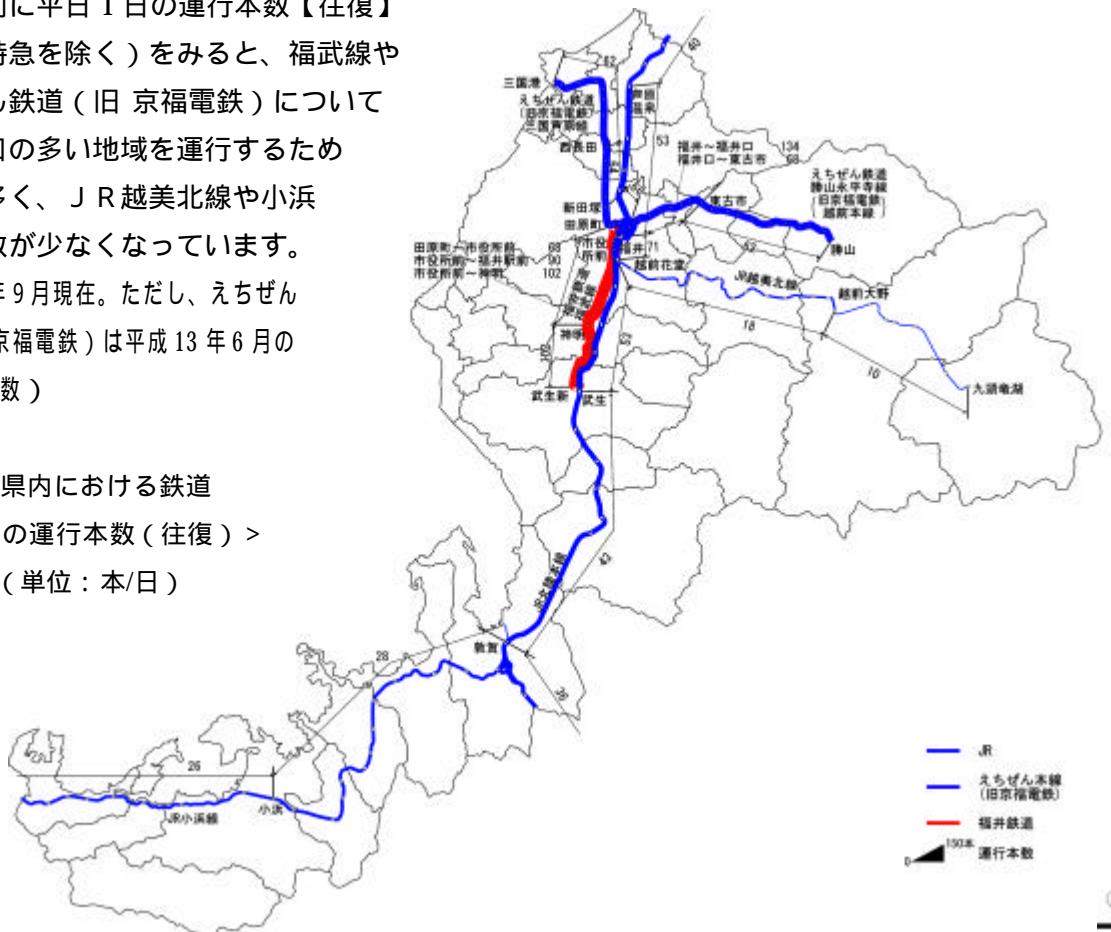 に平日1日の運行本数【往復】
特急を除く)をみると、福武線や
鉄道(旧 京福電鉄)について
の多い地域を運行するため
多く、JR越美北線や小浜
数が少なくなっています。
年9月現在。ただし、えちぜん
京福電鉄)は平成13年6月の
数)
県内における鉄道
の運行本数(往復)>
(単位:本/日)
40
62
三国港
えちぜん鉄道
(旧京福電鉄)
温泉
53
西長田
福井~福井口 134
福井口~東古市 68
えちぜん鉄道
勝山永平寺線
旧京福電鉄
越前本線
東古市
新田塚
田原町
市役所前
福井
71
52
勝山
田原町~市役所前 68
市役所前~福井駅前 90
市役所前~神明 102
越前花堂
JR越美北線
越前大野
神明
18
10
九頭竜湖
武生新
武生
JR北陸本線
敦賀
28
26
JR小浜線
小浜
JR
えちぜん本線
(旧京福電鉄)
福井鉄道
0
150本
運行本数